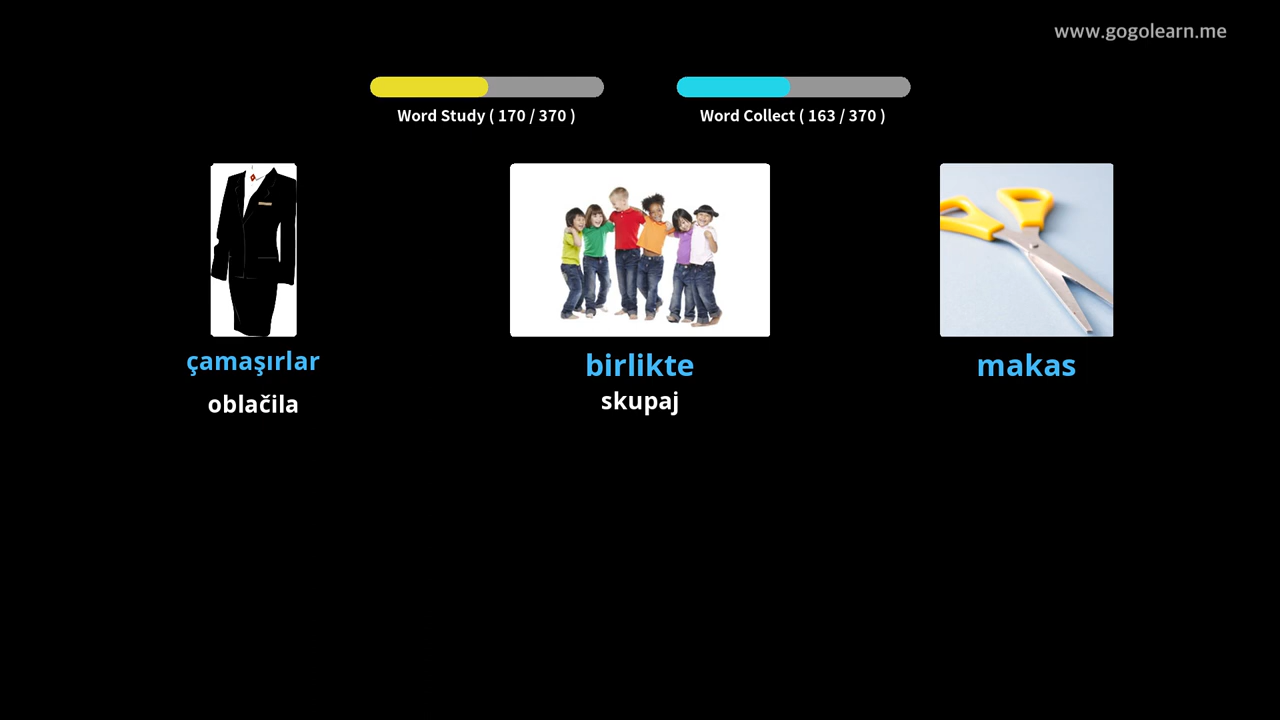 www.gogolearn.me
Word Study ( 170 / 370 )
Word Collect ( 163 / 370 )
çamaşırlar
oblačila
birlikte
skupaj
makas